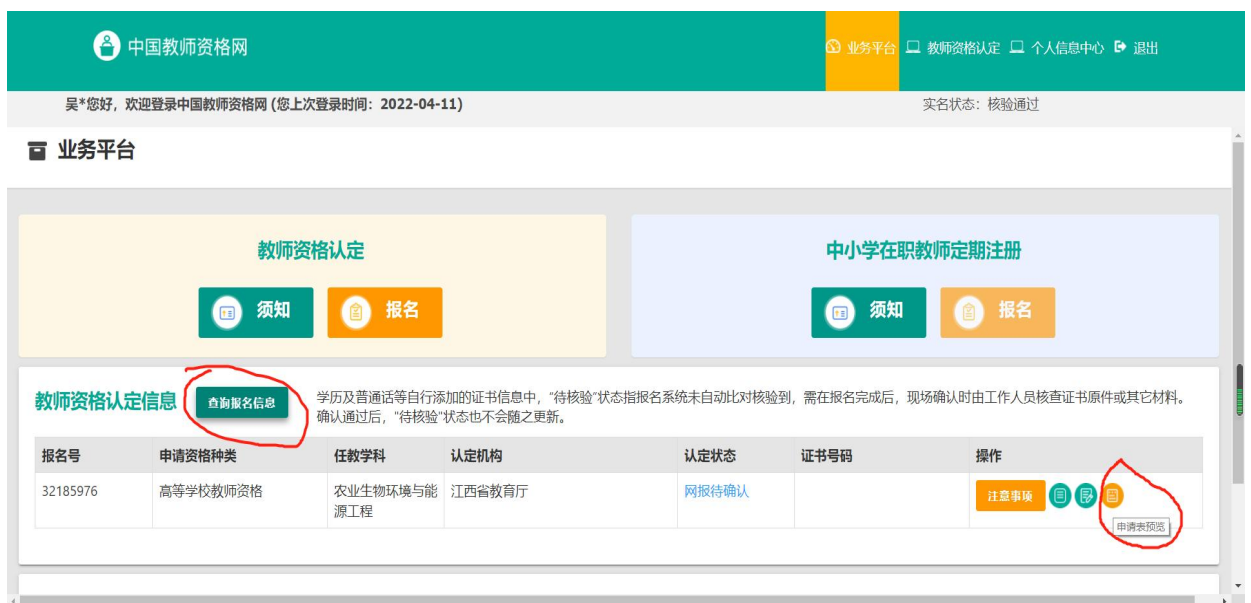 中国教师资格网
业务平台 教师资格认定 个人信息中心 退出
吴*您好，欢迎登录中国教师资格网 (您上次登录时间：2022-04-11)
实名状态：核验通过
业务平台
教师资格认定
须知
报名
中小学在职教师定期注册
须知
报名
教师资格认定信息
查询报名信息
学历及普通话等自行添加的证书信息中，"待核验"状态指报名系统未自动比对核验到，需在报名完成后，现场确认时由工作人员核查证书原件或其它材料。
确认通过后，"待核验"状态也不会随之更新。
报名号 申请资格种类 任教学科 认定机构 认定状态 证书号码 操作
32185976 高等学校教师资格 农业生物环境与能 江西省教育厅 网报待确认 注意事项
源工程
申请表预览